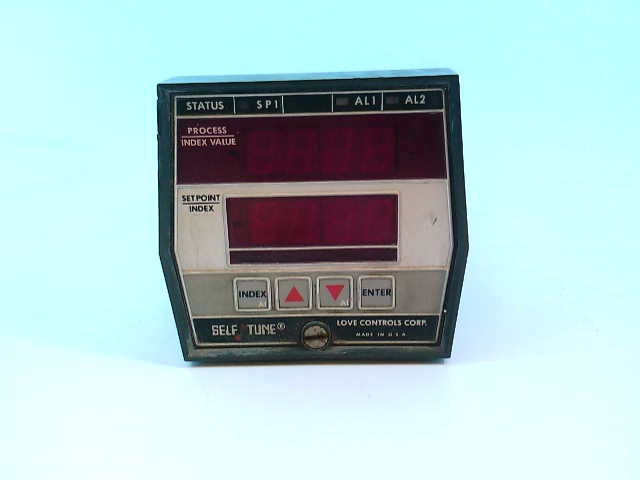 STATUS SP1 AL1 AL2
PROCESS
INDEX VALUE
SETPOINT
INDEX
INDEX ENTER
SELF TUNE®
LOVE CONTROLS CORP.
MADE IN U.S.A.